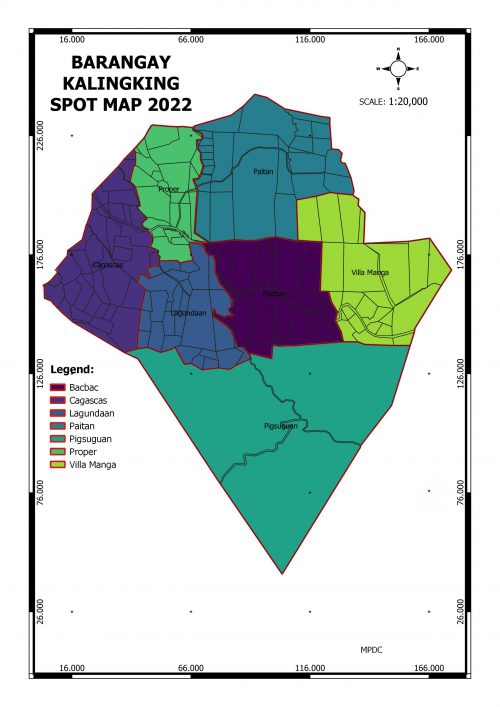 16.000 66.000 116.000 166.000
BARANGAY
KALINGKING
SPOT MAP 2022
N
W E
S
SCALE: 1:20,000
226.000 226.000
Paitan
Proper
176.000 176.000
Cagascas
Villa Manga
Bacbac
Lagundaan
126.000 126.000
Legend:
Bacbac
Cagascas
Lagundaan
Paitan
Pigsuguan
Proper
Villa Manga
Pigsuguan
76.000 76.000
26.000 26.000
MPDC
16.000 66.000 116.000 166.000